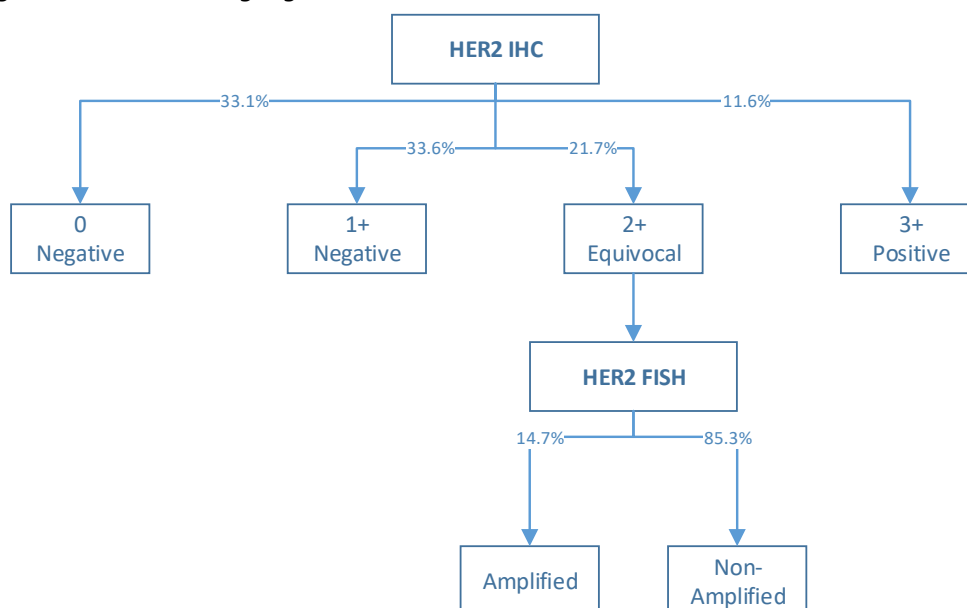 HER2 IHC
33.1%
11.6%
33.6%
21.7%
0
Negative
1+
Negative
2+
Equivocal
3+
Positive
HER2 FISH
14.7%
85.3%
Amplified
Non-
Amplified